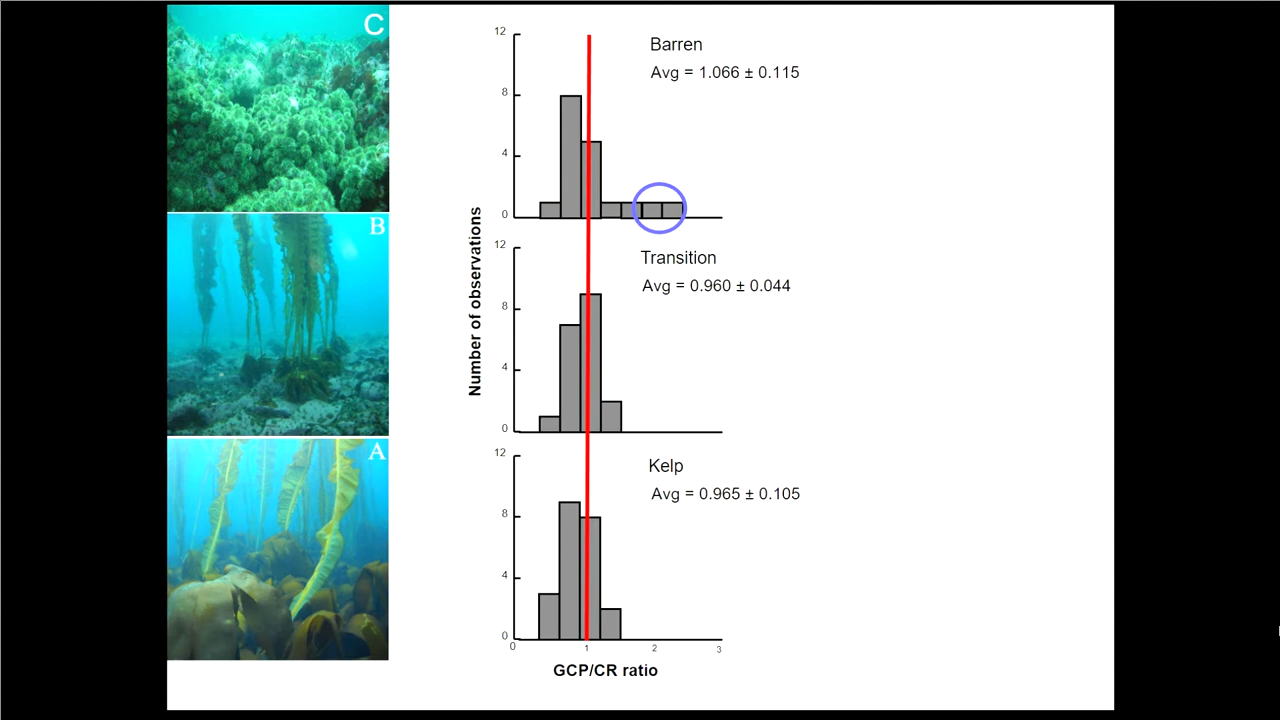 C
B
A
Number of observations
12
8
4
0
Barren
Avg = 1.066 ± 0.115
12
8
4
0
Transition
Avg = 0.960 ± 0.044
12
8
4
0
Kelp
Avg = 0.965 ± 0.105
0 1 2 3
GCP/CR ratio